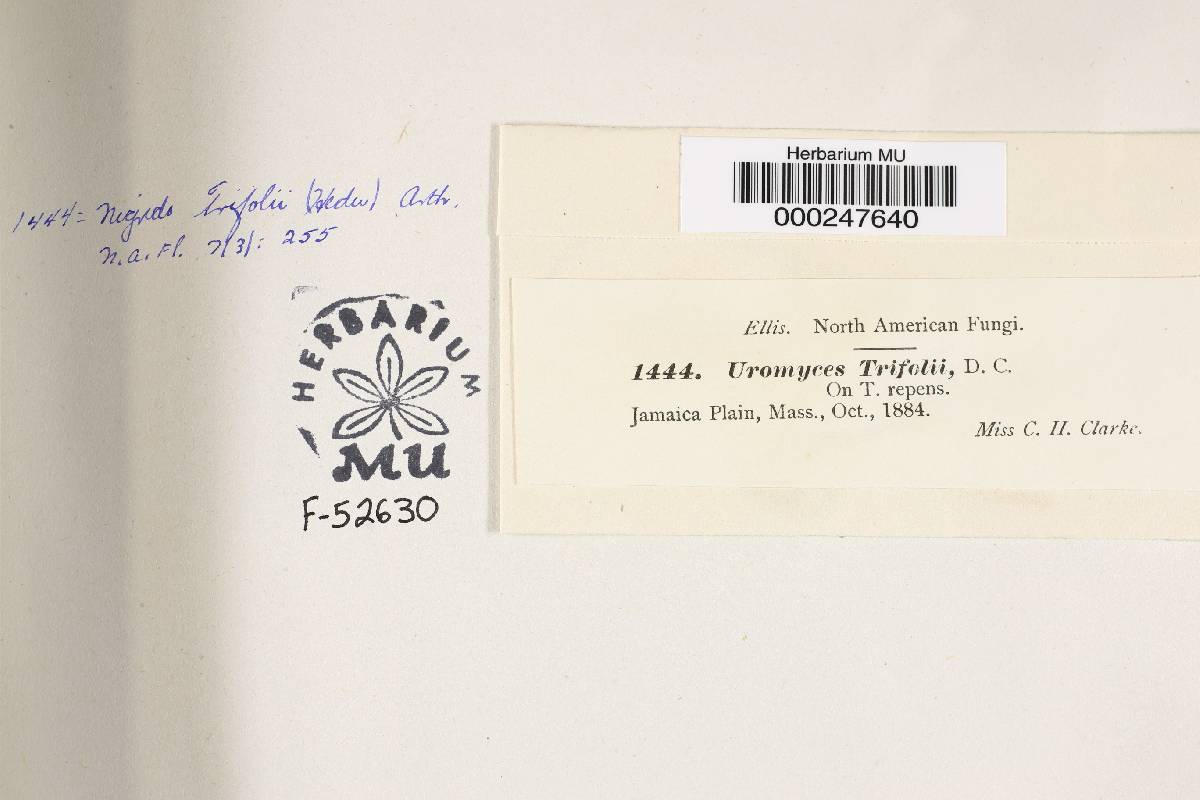 1444 = Nigredo Trifolii (Hedw) Arth.
N.a.Fl. 7(3): 255
HERBARIUM
MU
F-52630
Herbarium MU
000247640
Ellis. North American Fungi.
1444. Uromyces Trifolii, D. C.
On T. repens.
Jamaica Plain, Mass., Oct., 1884.
Miss C. H. Clarke.